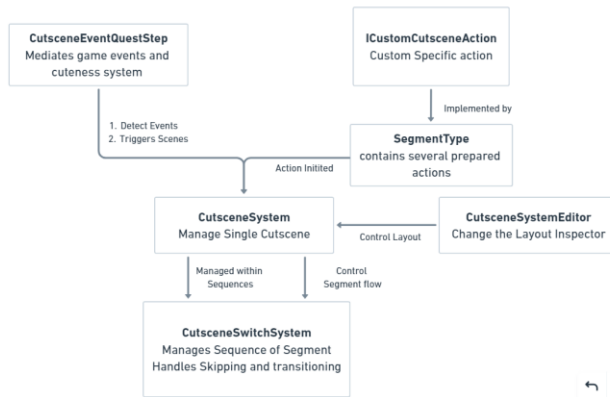 CutsceneEventQuestStep
Mediates game events and
cuteness system
ICustomCutsceneAction
Custom Specific action
Implemented by
1. Detect Events
2. Triggers Scenes
SegmentType
contains several prepared
actions
Action Initited
CutsceneSystem
Manage Single Cutscene
Control Layout
CutsceneSystemEditor
Change the Layout Inspector
Managed within
Sequences
Control
Segment flow
CutsceneSwitchSystem
Manages Sequence of Segment
Handles Skipping and transitioning